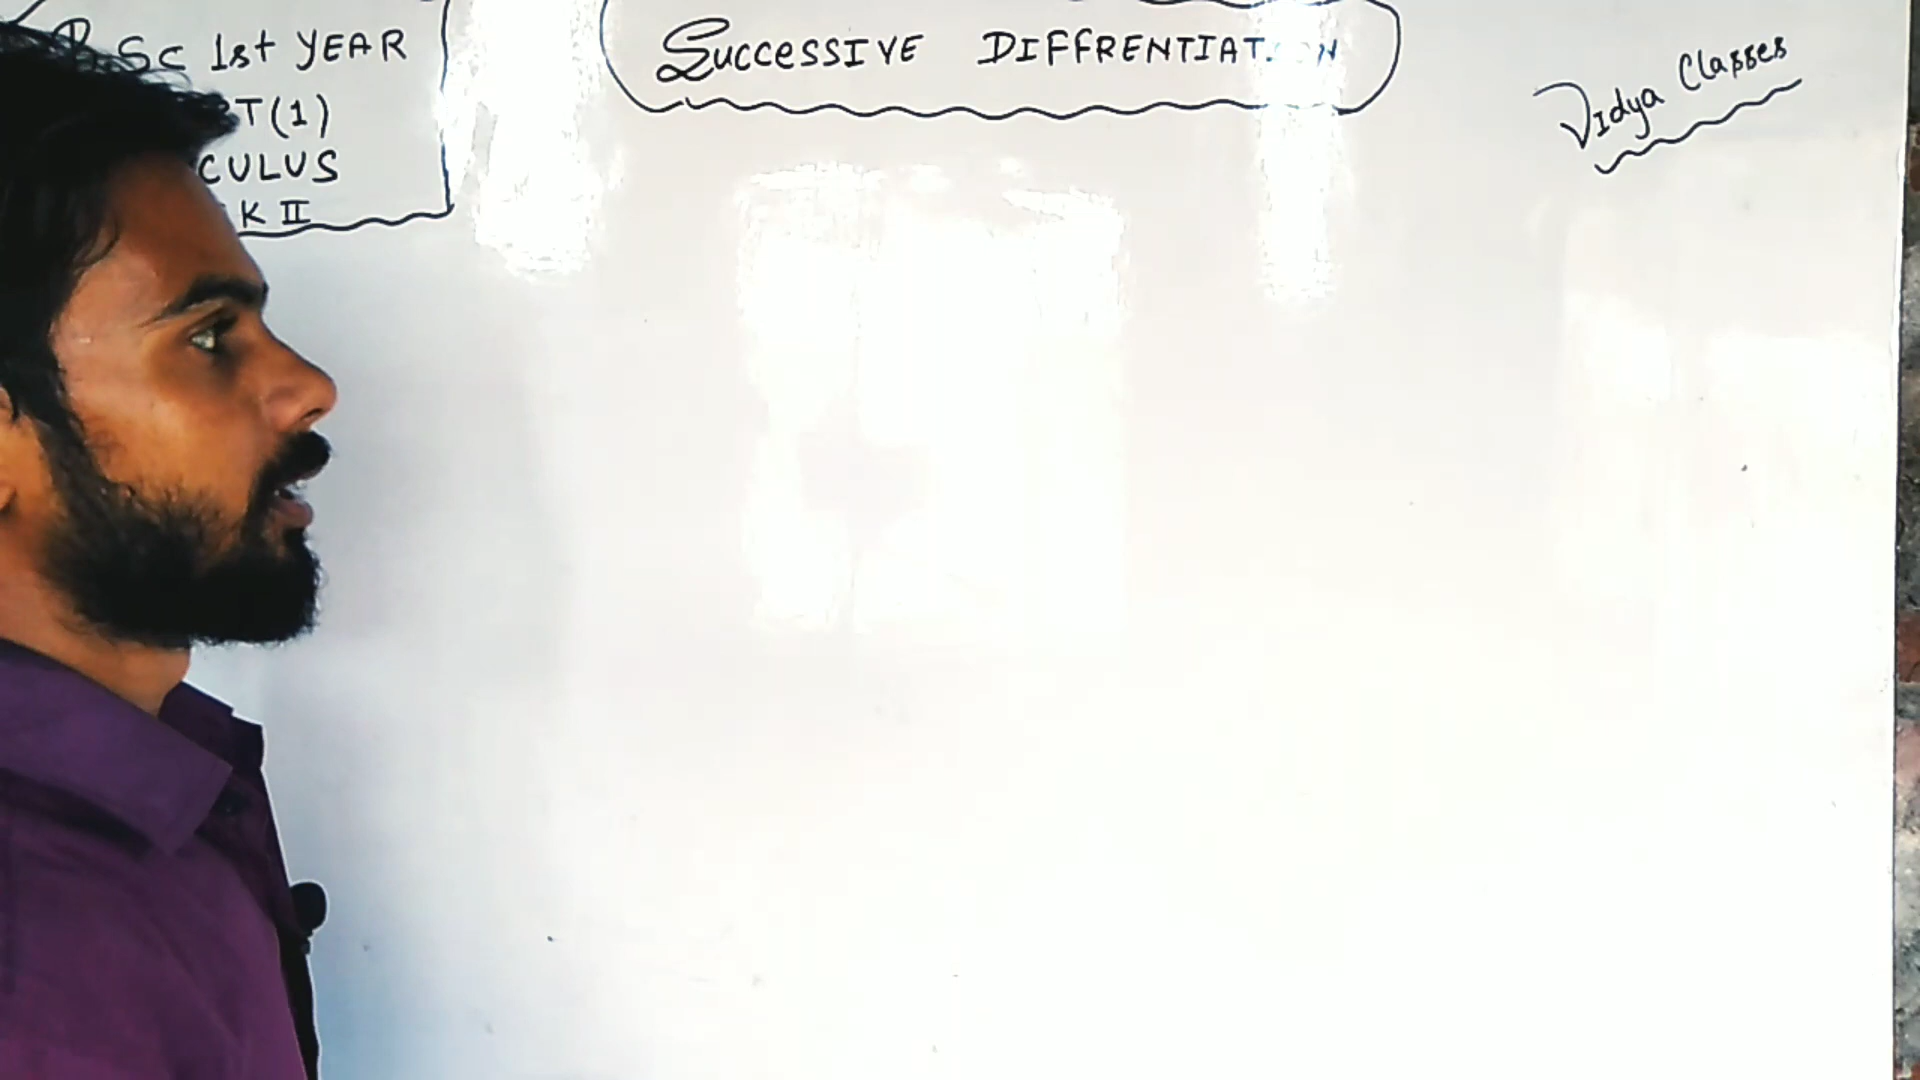 Sc 1st YEAR
T(1)
CULUS
K II
SUCCESSIVE DIFFRENTIAT
Vidya Classes